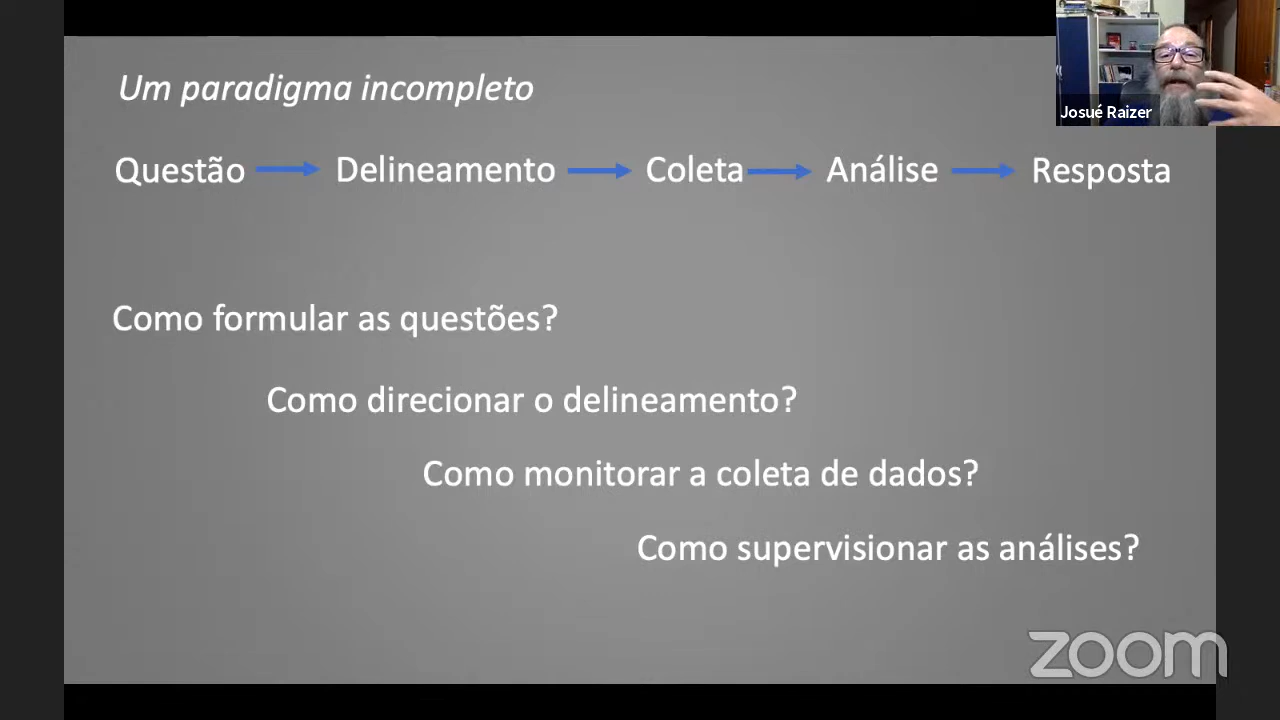 Um paradigma incompleto
Josué Raizer
Questão Delineamento Coleta Análise Resposta
Como formular as questões?
Como direcionar o delineamento?
Como monitorar a coleta de dados?
Como supervisionar as análises?
zoom